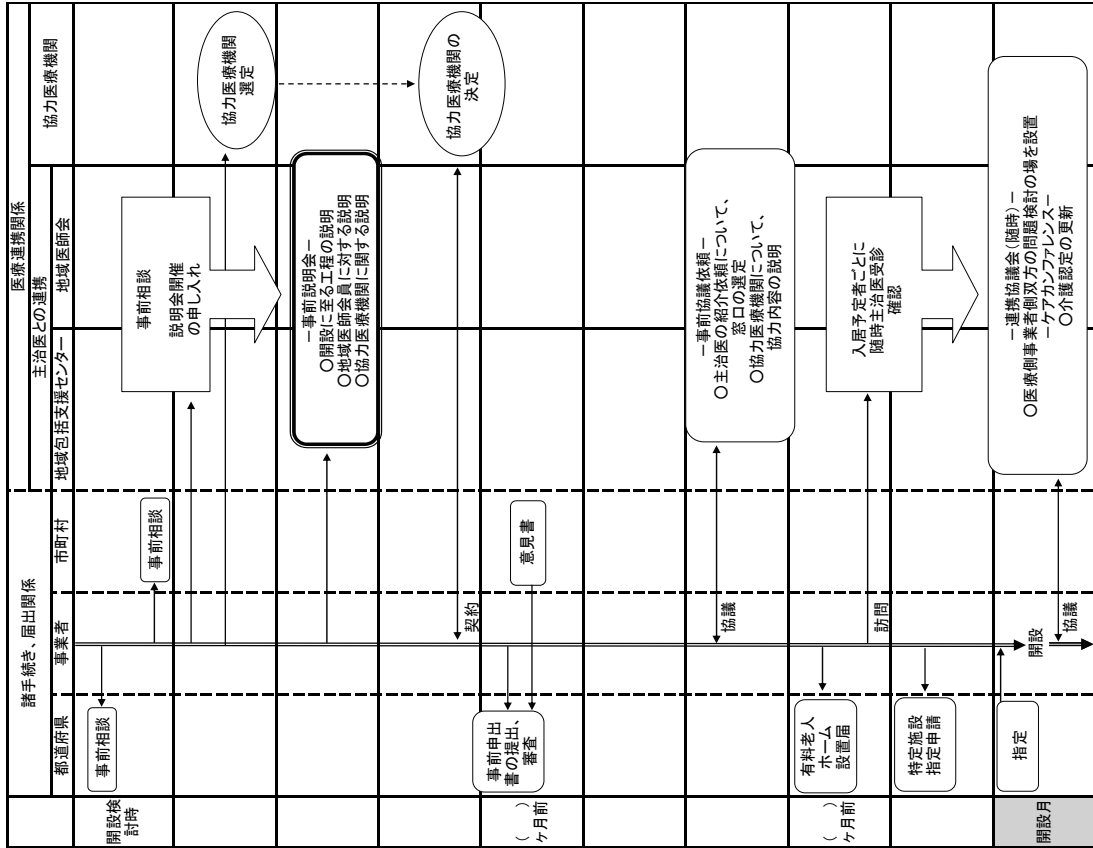 諸手続き、届出関係
医療連携関係
主治医との連携
都道府県
事業者
市町村
地域包括支援センター
地域医師会
協力医療機関
開設検
討時
事前相談
事前相談
事前相談
説明会開催
の申し入れ
協力医療機関
選定
－事前説明会－
○開設に至る工程の説明
○地域医師会員に対する説明
○協力医療機関に関する説明
契約
協力医療機関の
決定
(　)
ヶ月前
事前申出
書の提出、
審査
意見書
協議
－事前協議依頼－
○主治医の紹介依頼について、
窓口の選定
○協力医療機関について、
協力内容の説明
(　)
ヶ月前
有料老人
ホーム
設置届
訪問
入居予定者ごとに
随時主治医受診
確認
特定施設
指定申請
開設月
指定
開設
協議
－連携協議会(随時)－
○医療側事業者側双方の問題検討の場を設置
－ケアカンファレンス－
○介護認定の更新